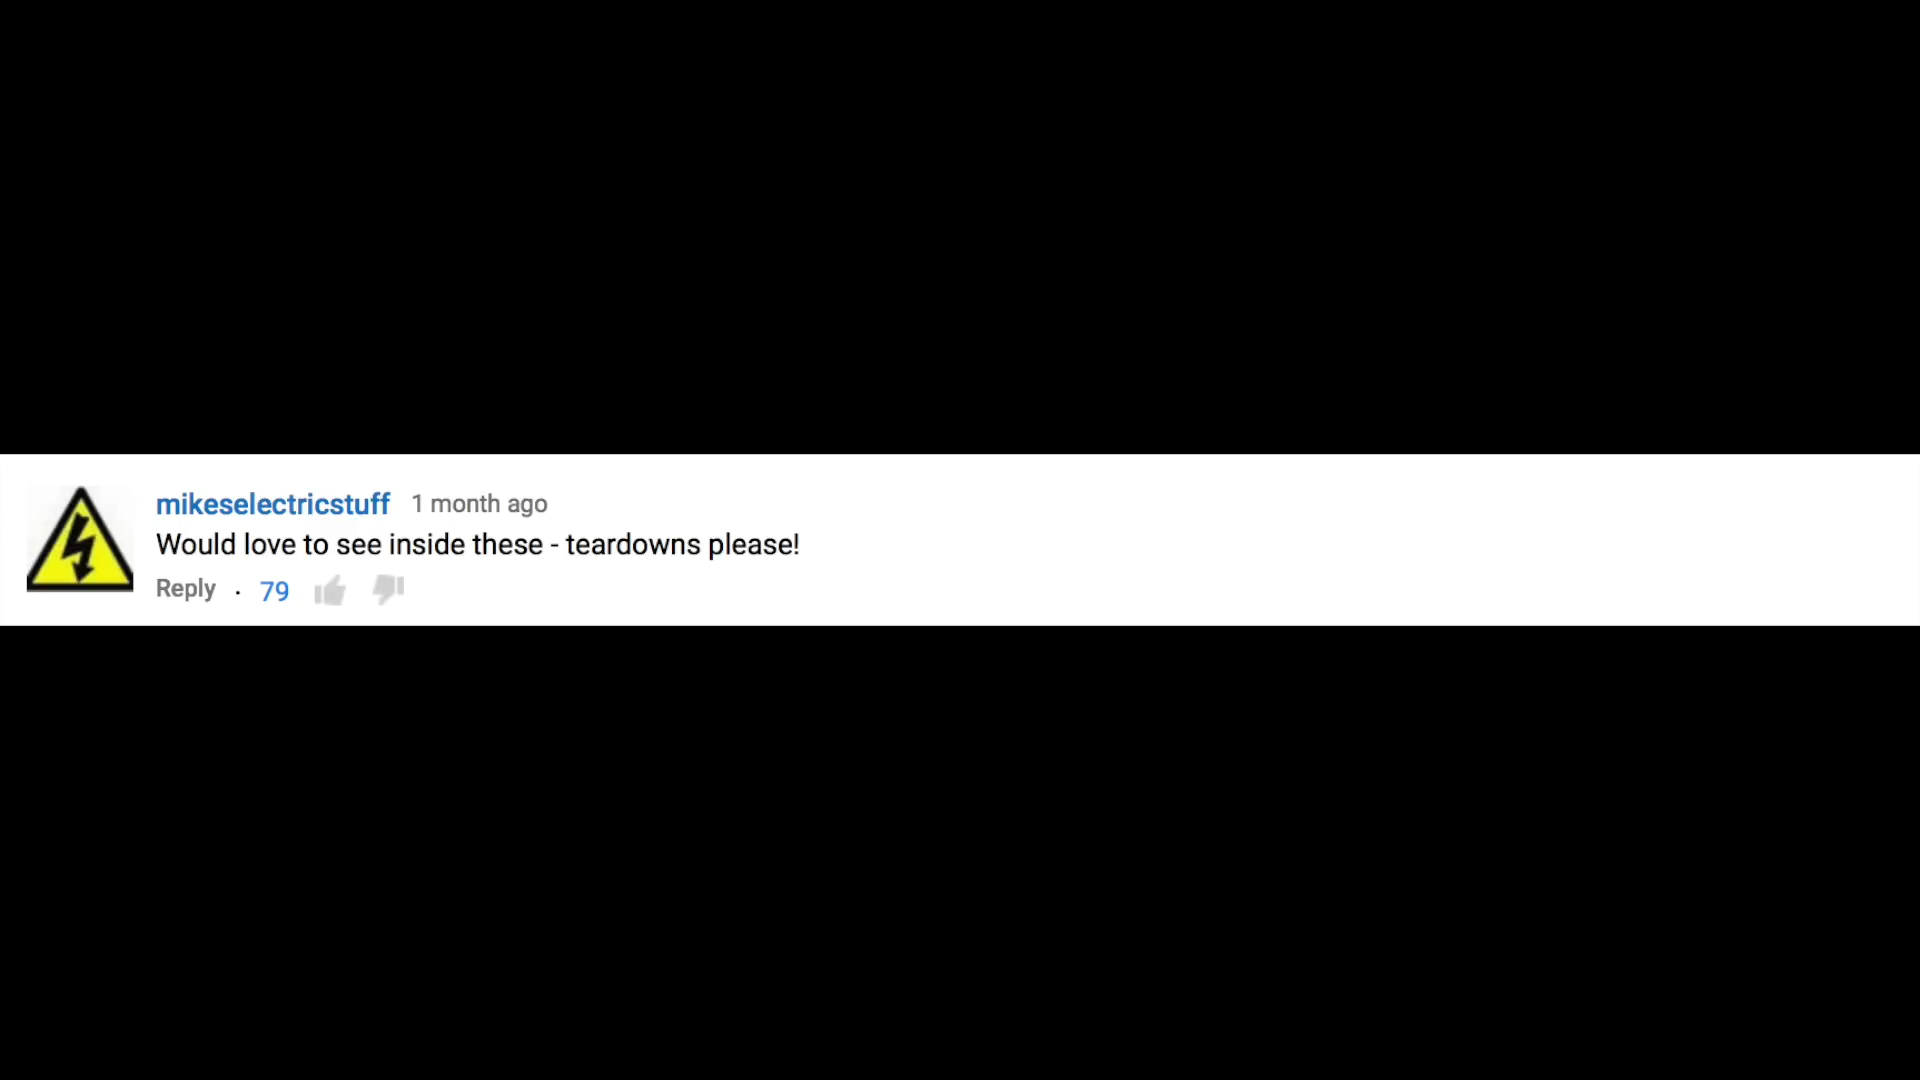 mikeselectricstuff 1 month ago
Would love to see inside these - teardowns please!
Reply · 79